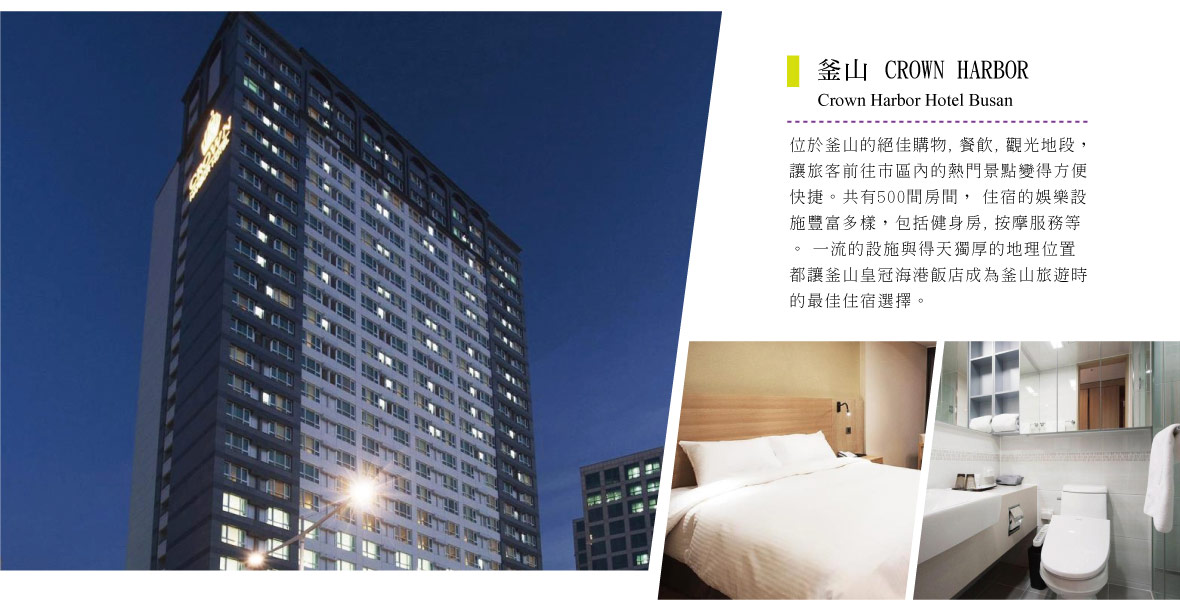 CROWN
釜山 CROWN HARBOR
Crown Harbor Hotel Busan
位於釜山的絕佳購物, 餐飲, 觀光地段，
讓旅客前往市區內的熱門景點變得方便
快捷。共有500間房間， 住宿的娛樂設
施豐富多樣，包括健身房, 按摩服務等
。 一流的設施與得天獨厚的地理位置
都讓釜山皇冠海港飯店成為釜山旅遊時
的最佳住宿選擇。